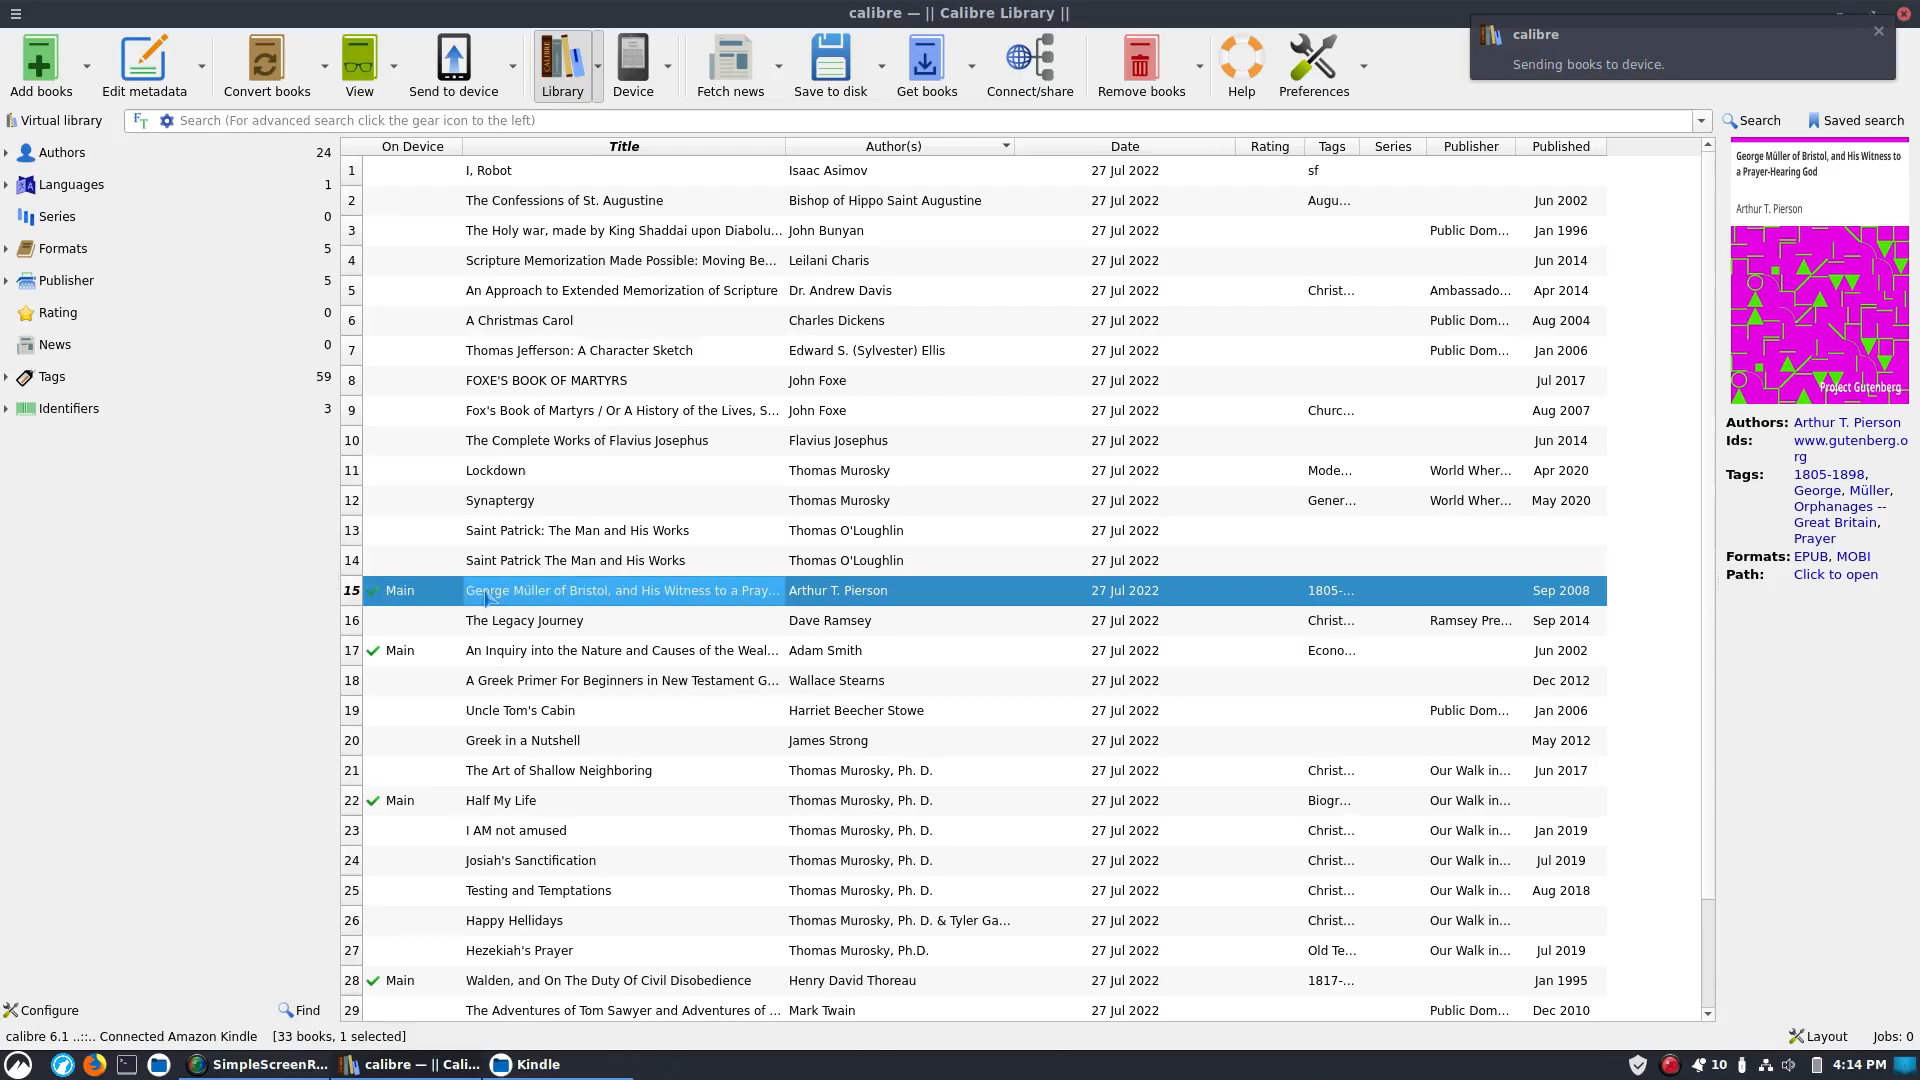 calibre — || Calibre Library ||
calibre
Sending books to device.
Add books
Edit metadata
Convert books
View
Send to device
Library
Device
Fetch news
Save to disk
Get books
Connect/share
Remove books
Help
Preferences
Virtual library
Search (For advanced search click the gear icon to the left)
Search
Saved search
Authors 24
Languages 1
Series 0
Formats 5
Publisher 5
Rating 0
News 0
Tags 59
Identifiers 3
On Device Title Author(s) Date Rating Tags Series Publisher Published
1 I, Robot Isaac Asimov 27 Jul 2022 sf
2 The Confessions of St. Augustine Bishop of Hippo Saint Augustine 27 Jul 2022 Augu... Jun 2002
3 The Holy war, made by King Shaddai upon Diabolu... John Bunyan 27 Jul 2022 Public Dom... Jan 1996
4 Scripture Memorization Made Possible: Moving Be... Leilani Charis 27 Jul 2022 Jun 2014
5 An Approach to Extended Memorization of Scripture Dr. Andrew Davis 27 Jul 2022 Christ... Ambassado... Apr 2014
6 A Christmas Carol Charles Dickens 27 Jul 2022 Public Dom... Aug 2004
7 Thomas Jefferson: A Character Sketch Edward S. (Sylvester) Ellis 27 Jul 2022 Public Dom... Jan 2006
8 FOXE'S BOOK OF MARTYRS John Foxe 27 Jul 2022 Jul 2017
9 Fox's Book of Martyrs / Or A History of the Lives, S... John Foxe 27 Jul 2022 Churc... Aug 2007
10 The Complete Works of Flavius Josephus Flavius Josephus 27 Jul 2022 Jun 2014
11 Lockdown Thomas Murosky 27 Jul 2022 Mode... World Wher... Apr 2020
12 Synaptergy Thomas Murosky 27 Jul 2022 Gener... World Wher... May 2020
13 Saint Patrick: The Man and His Works Thomas O'Loughlin 27 Jul 2022
14 Saint Patrick The Man and His Works Thomas O'Loughlin 27 Jul 2022
15 Main George Müller of Bristol, and His Witness to a Pray... Arthur T. Pierson 27 Jul 2022 1805-... Sep 2008
16 The Legacy Journey Dave Ramsey 27 Jul 2022 Christ... Ramsey Pre... Sep 2014
17 Main An Inquiry into the Nature and Causes of the Weal... Adam Smith 27 Jul 2022 Econo... Jun 2002
18 A Greek Primer For Beginners in New Testament G... Wallace Stearns 27 Jul 2022 Dec 2012
19 Uncle Tom's Cabin Harriet Beecher Stowe 27 Jul 2022 Public Dom... Jan 2006
20 Greek in a Nutshell James Strong 27 Jul 2022 May 2012
21 The Art of Shallow Neighboring Thomas Murosky, Ph. D. 27 Jul 2022 Christ... Our Walk in... Jun 2017
22 Main Half My Life Thomas Murosky, Ph. D. 27 Jul 2022 Biogr... Our Walk in...
23 I AM not amused Thomas Murosky, Ph. D. 27 Jul 2022 Christ... Our Walk in... Jan 2019
24 Josiah's Sanctification Thomas Murosky, Ph. D. 27 Jul 2022 Christ... Our Walk in... Jul 2019
25 Testing and Temptations Thomas Murosky, Ph. D. 27 Jul 2022 Christ... Our Walk in... Aug 2018
26 Happy Hellidays Thomas Murosky, Ph. D. & Tyler Ga... 27 Jul 2022 Christ... Our Walk in...
27 Hezekiah's Prayer Thomas Murosky, Ph.D. 27 Jul 2022 Old Te... Our Walk in... Jul 2019
28 Main Walden, and On The Duty Of Civil Disobedience Henry David Thoreau 27 Jul 2022 1817-... Jan 1995
29 The Adventures of Tom Sawyer and Adventures of ... Mark Twain 27 Jul 2022 Public Dom... Dec 2010
George Müller of Bristol, and His Witness to
a Prayer-Hearing God
Arthur T. Pierson
Project Gutenberg
Authors: Arthur T. Pierson
Ids: www.gutenberg.o
rg
Tags: 1805-1898,
George, Müller,
Orphanages --
Great Britain,
Prayer
Formats: EPUB, MOBI
Path: Click to open
Configure
Find
calibre 6.1 ..::.. Connected Amazon Kindle [33 books, 1 selected]
Layout
Jobs: 0
SimpleScreenR...
calibre — || Cali...
Kindle
10
4:14 PM